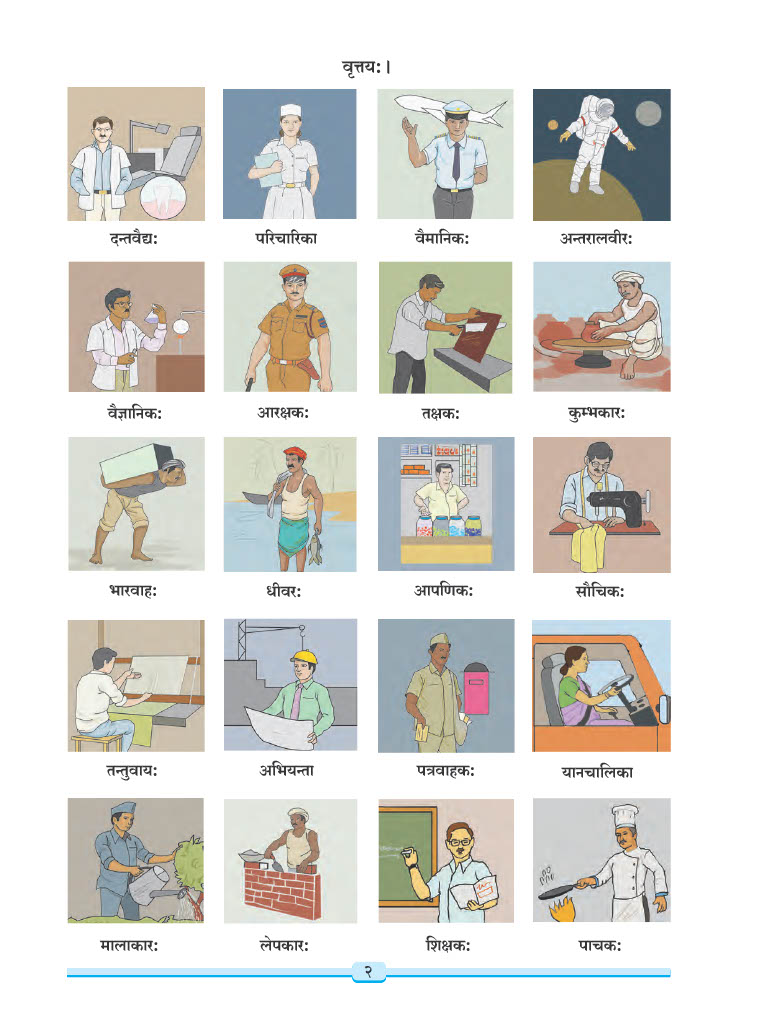 वृत्तयः।
दन्तवैद्यः परिचारिका वैमानिकः अन्तरालवीरः
वैज्ञानिकः आरक्षकः तक्षकः कुम्भकारः
भारवाहः धीवरः आपणिकः सौचिकः
तन्तुवायः अभियन्ता पत्रवाहकः यानचालिका
मालाकारः लेपकारः शिक्षकः पाचकः
२